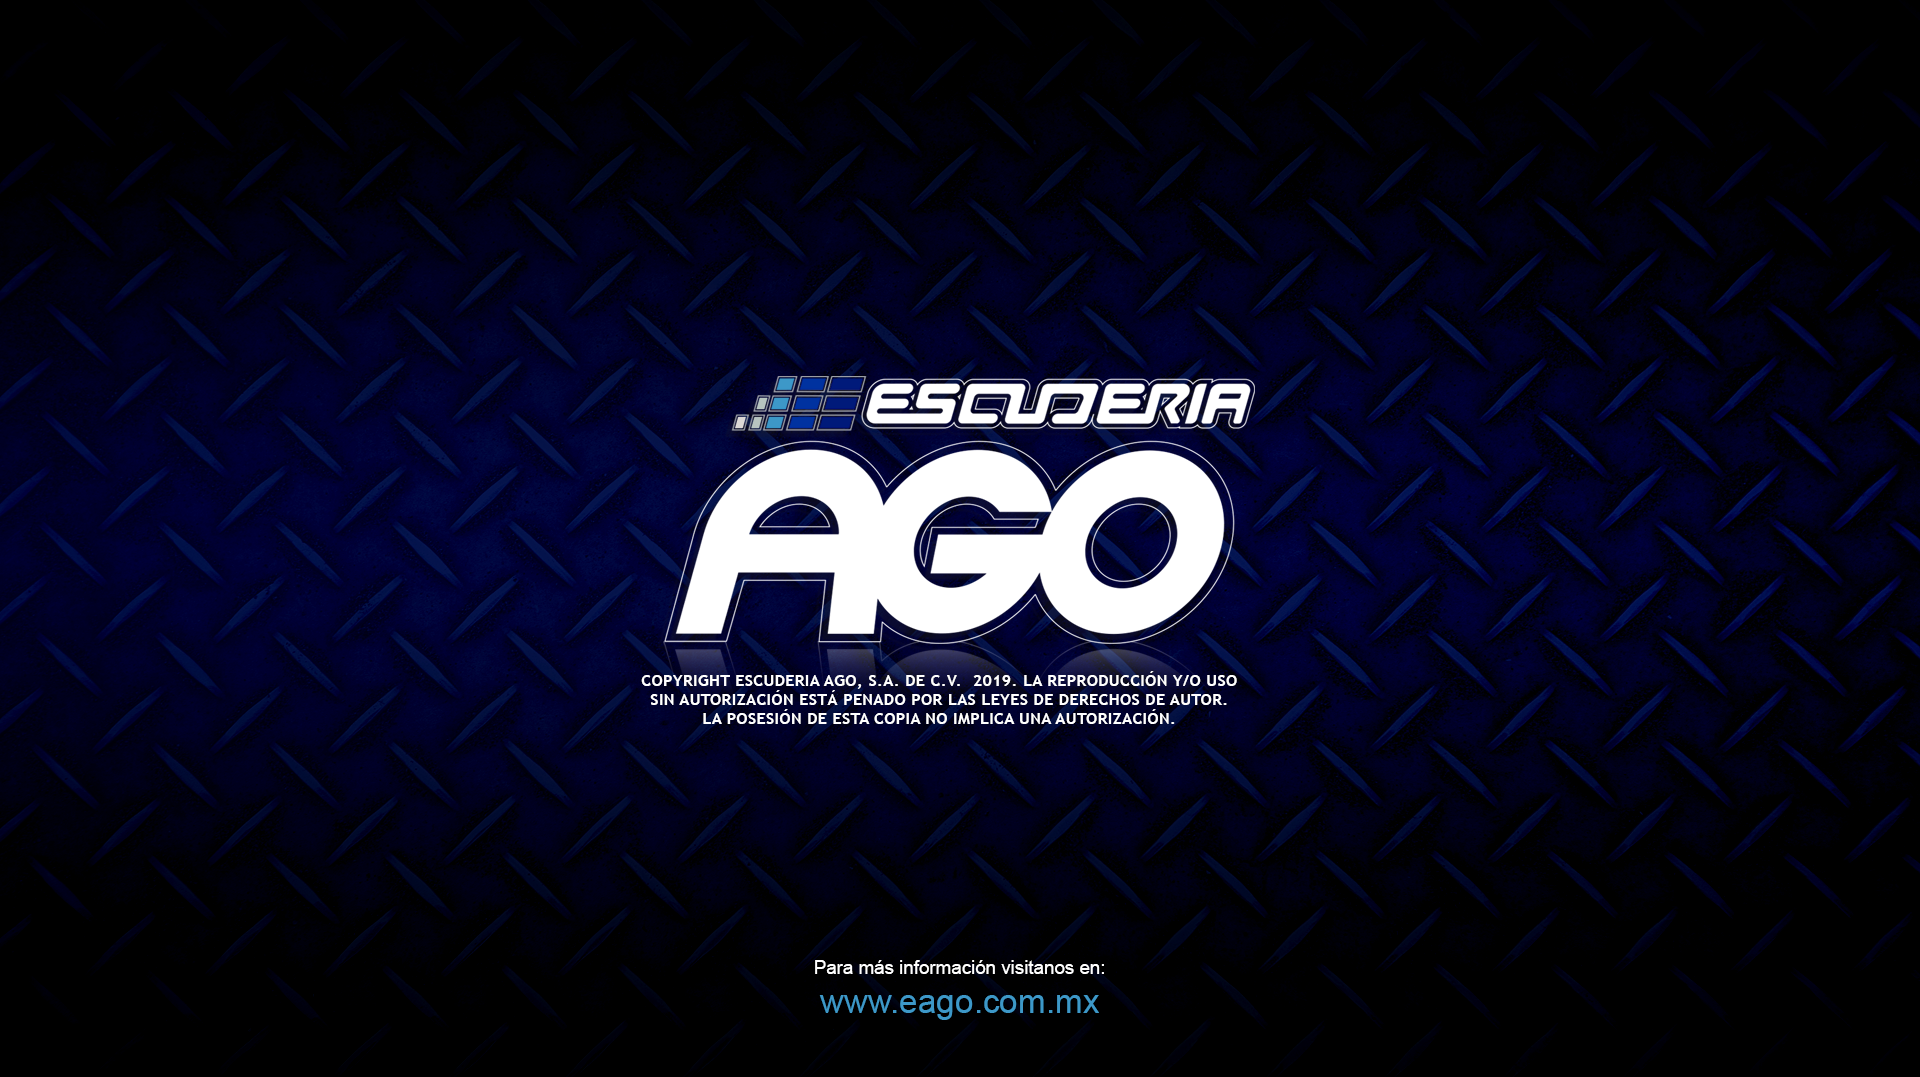 ESCUDERIA
AGO
COPYRIGHT ESCUDERIA AGO, S.A. DE C.V.  2019. LA REPRODUCCIÓN Y/O USO
SIN AUTORIZACIÓN ESTÁ PENADO POR LAS LEYES DE DERECHOS DE AUTOR.
LA POSESIÓN DE ESTA COPIA NO IMPLICA UNA AUTORIZACIÓN.
Para más información visitanos en:
www.eago.com.mx